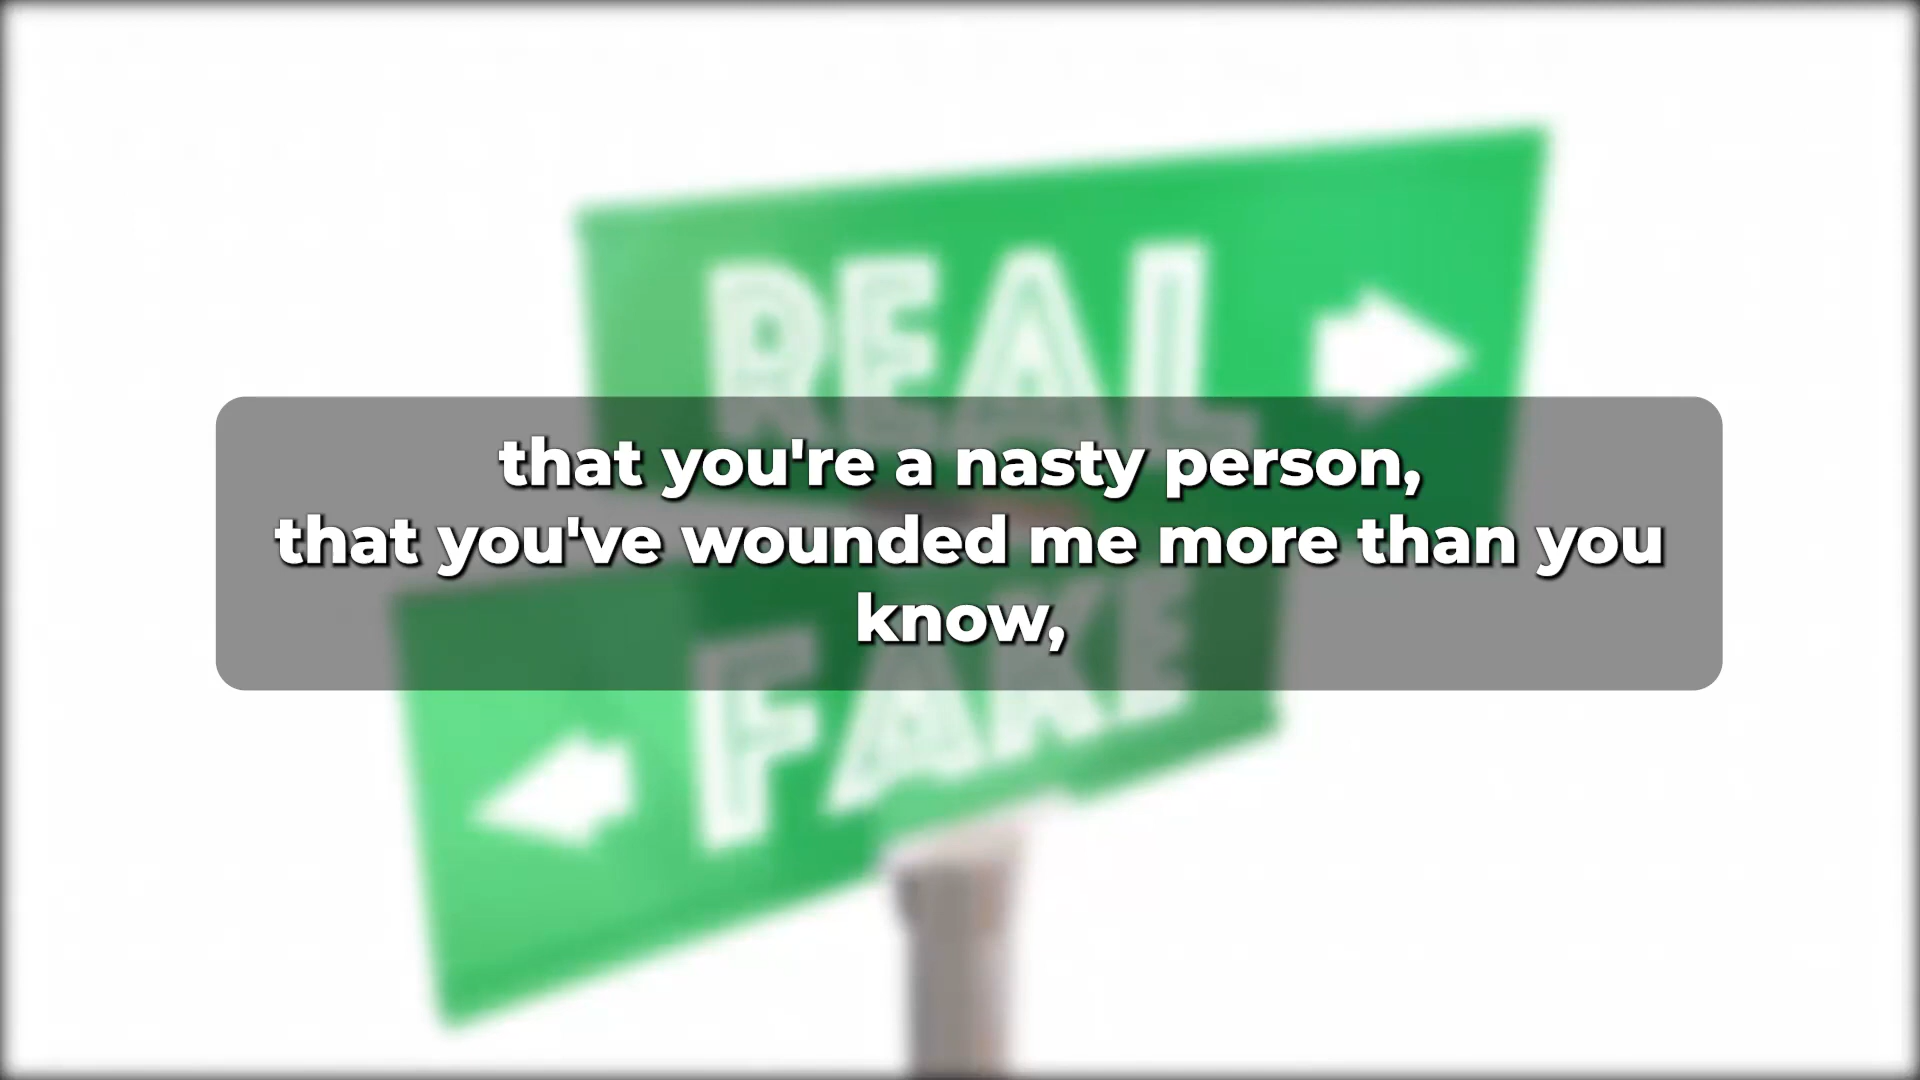 REAL
that you're a nasty person,
that you've wounded me more than you
know,
FAKE